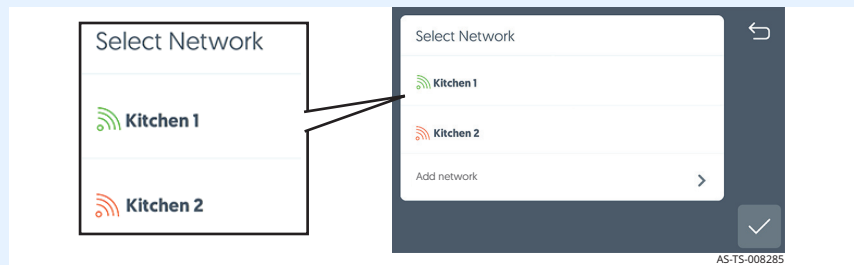 Select Network
Kitchen 1
Kitchen 2
Select Network
Kitchen 1
Kitchen 2
Add network
AS-TS-008285